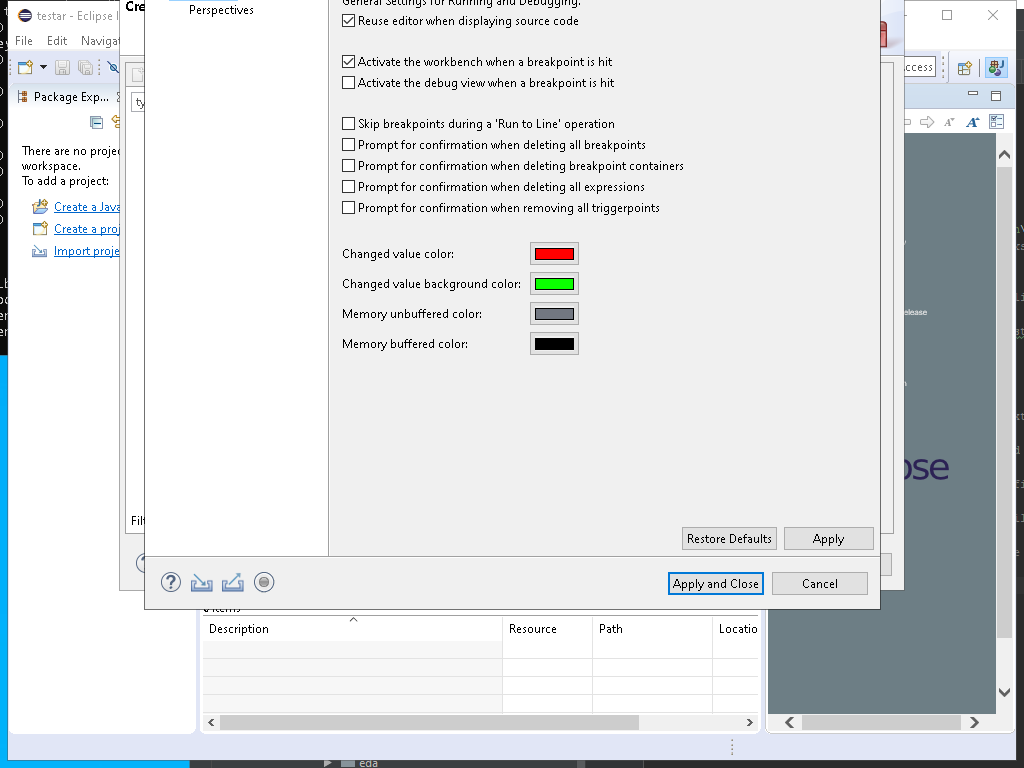 testar - Eclipse I
Cre
Perspectives
General Settings for Running and Debugging.
Reuse editor when displaying source code
File Edit Navigat
Activate the workbench when a breakpoint is hit
ccess
Activate the debug view when a breakpoint is hit
Package Exp...
ty
Skip breakpoints during a 'Run to Line' operation
Prompt for confirmation when deleting all breakpoints
There are no projec
workspace.
To add a project:
Prompt for confirmation when deleting breakpoint containers
Prompt for confirmation when deleting all expressions
Create a Java
Prompt for confirmation when removing all triggerpoints
Create a proj
Import proje
Changed value color:
Changed value background color:
Memory unbuffered color:
elease
Memory buffered color:
ose
Filt
Restore Defaults Apply
Apply and Close Cancel
Description Resource Path Locatio
eda